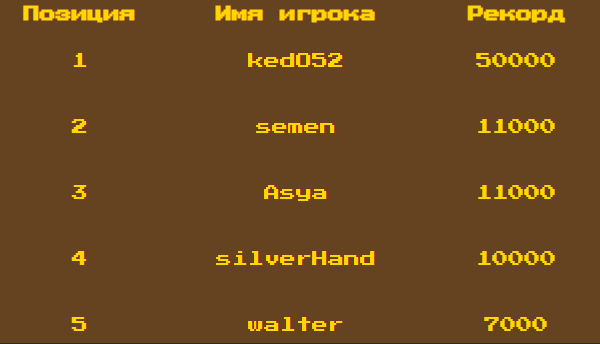 Позиция Имя игрока Рекорд
1 ked052 50000
2 semen 11000
3 Asya 11000
4 silverHand 10000
5 walter 7000